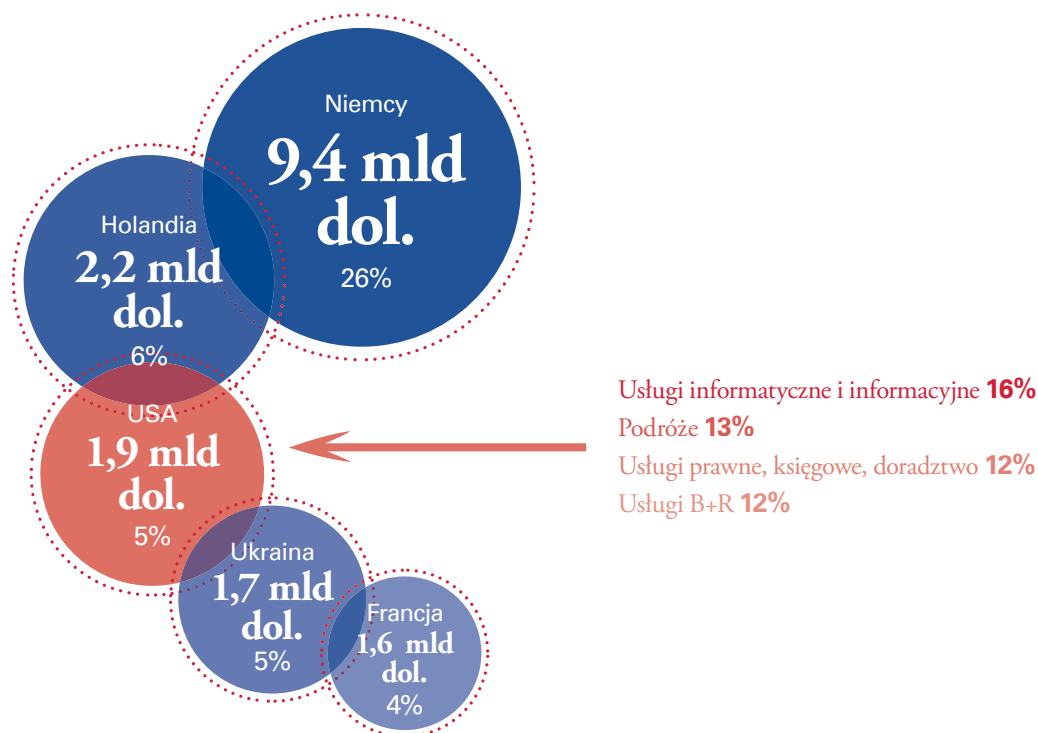 Niemcy
9,4 mld
dol.
26%
Holandia
2,2 mld
dol.
6%
USA
1,9 mld
dol.
5%
Usługi informatyczne i informacyjne 16%
Podróże 13%
Usługi prawne, księgowe, doradztwo 12%
Usługi B+R 12%
Ukraina
1,7 mld
dol.
5%
Francja
1,6 mld
dol.
4%